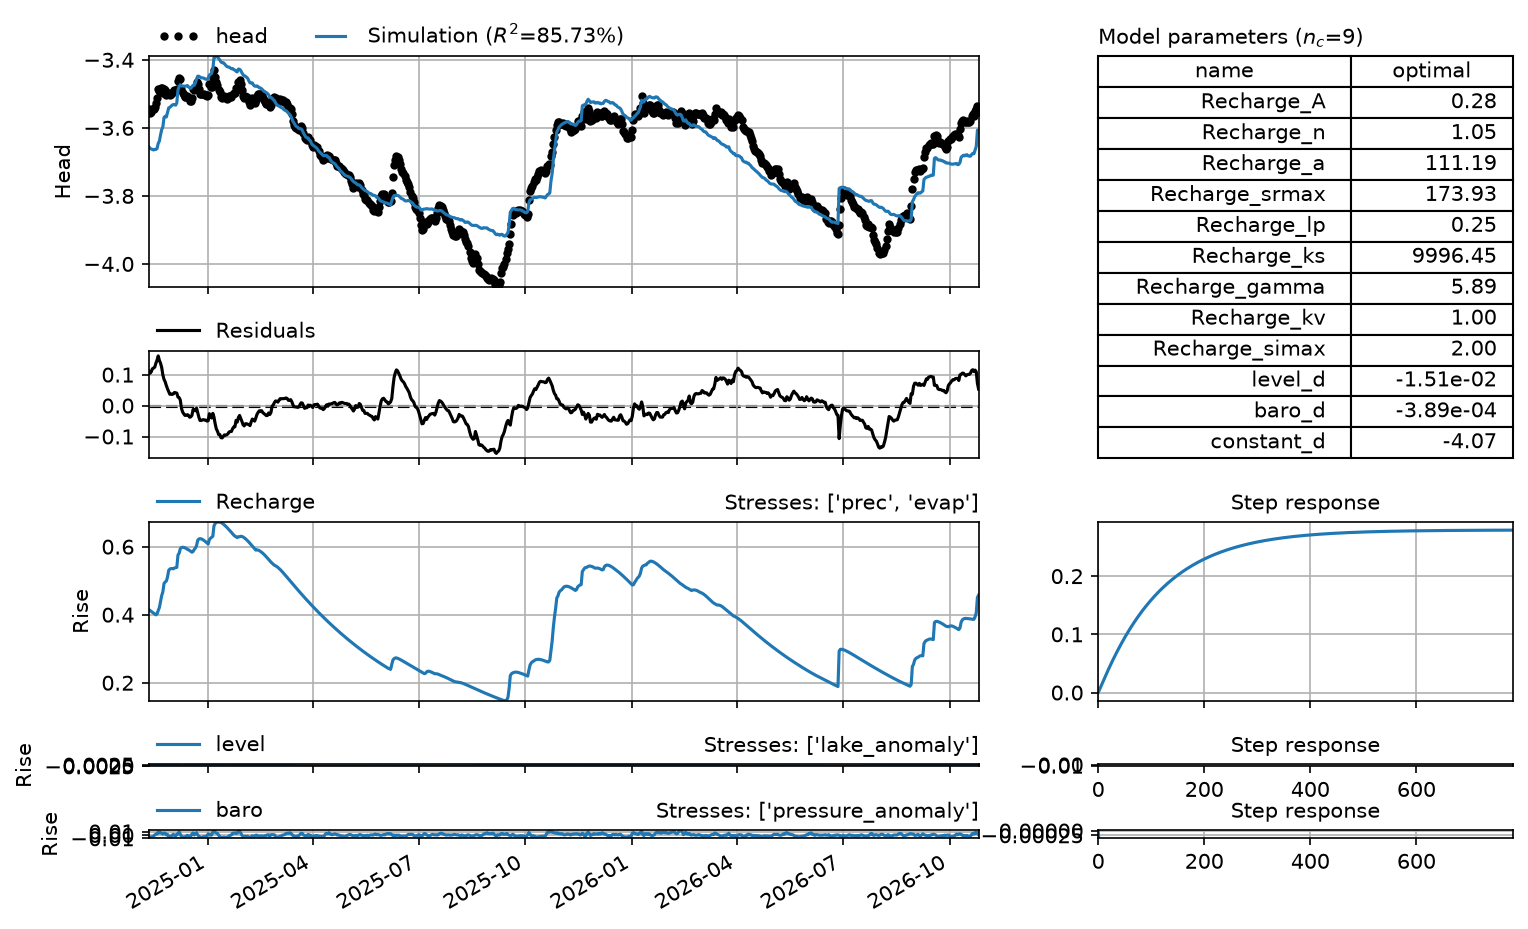 head Simulation (R²=85.73%)
Model parameters (n_c=9)
Head
−3.4
−3.6
−3.8
−4.0
name optimal
Recharge_A 0.28
Recharge_n 1.05
Recharge_a 111.19
Recharge_srmax 173.93
Recharge_lp 0.25
Recharge_ks 9996.45
Recharge_gamma 5.89
Recharge_kv 1.00
Recharge_simax 2.00
level_d -1.51e-02
baro_d -3.89e-04
constant_d -4.07
Residuals
0.1
0.0
−0.1
Recharge Stresses: ['prec', 'evap']
Rise
0.6
0.4
0.2
Step response
0.2
0.1
0.0
level Stresses: ['lake_anomaly']
Rise
Step response
0 200 400 600
baro Stresses: ['pressure_anomaly']
Rise
Step response
0 200 400 600
2025-01 2025-04 2025-07 2025-10 2026-01 2026-04 2026-07 2026-10